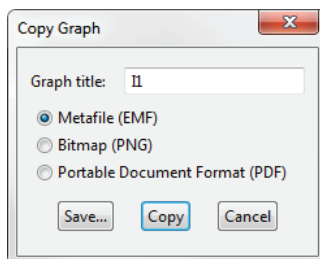 Copy Graph
Graph title: I1
Metafile (EMF)
Bitmap (PNG)
Portable Document Format (PDF)
Save... Copy Cancel